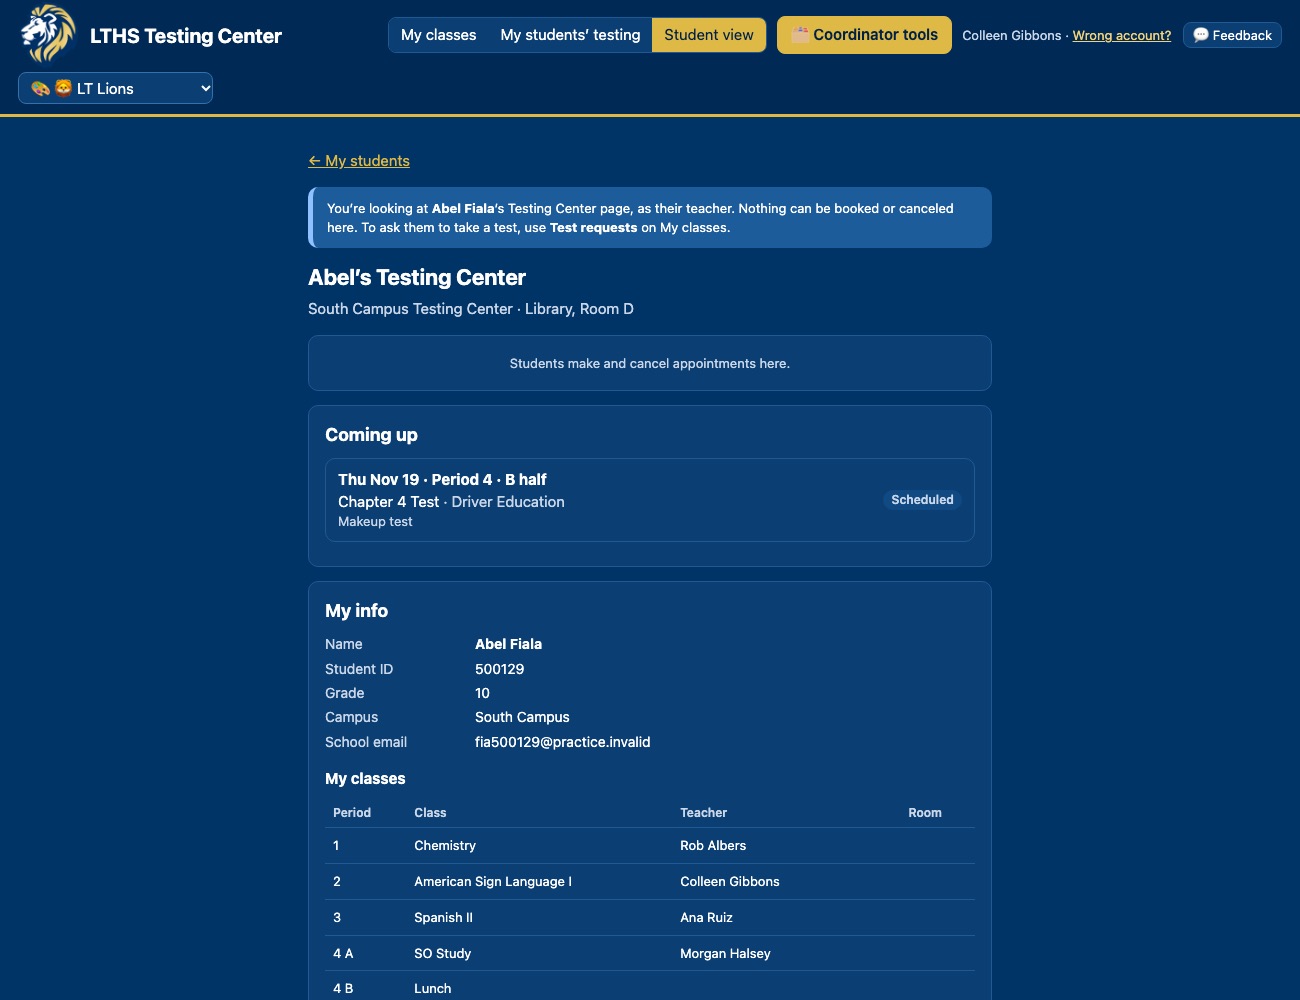 LTHS Testing Center
My classes
My students’ testing
Student view
Coordinator tools
Colleen Gibbons · Wrong account?
Feedback
LT Lions
← My students
You’re looking at Abel Fiala’s Testing Center page, as their teacher. Nothing can be booked or canceled
here. To ask them to take a test, use Test requests on My classes.
Abel’s Testing Center
South Campus Testing Center · Library, Room D
Students make and cancel appointments here.
Coming up
Thu Nov 19 · Period 4 · B half
Chapter 4 Test · Driver Education
Makeup test
Scheduled
My info
Name Abel Fiala
Student ID 500129
Grade 10
Campus South Campus
School email fia500129@practice.invalid
My classes
Period Class Teacher Room
1 Chemistry Rob Albers
2 American Sign Language I Colleen Gibbons
3 Spanish II Ana Ruiz
4 A SO Study Morgan Halsey
4 B Lunch